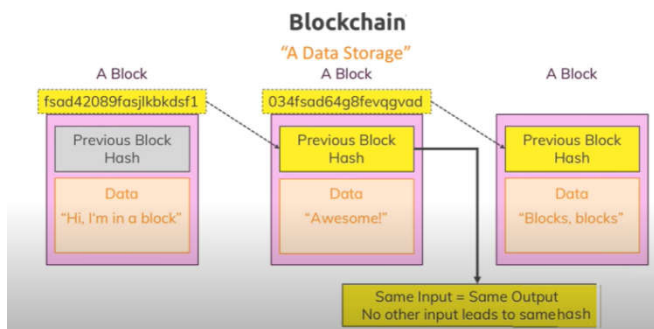 Blockchain
“A Data Storage”
A Block
A Block
A Block
fsad42089fasjlkbkdsf1
034fsad64g8fevqgvad
Previous Block
Hash
Previous Block
Hash
Previous Block
Hash
Data
“Hi, I'm in a block”
Data
“Awesome!”
Data
“Blocks, blocks”
Same Input = Same Output
No other input leads to same hash